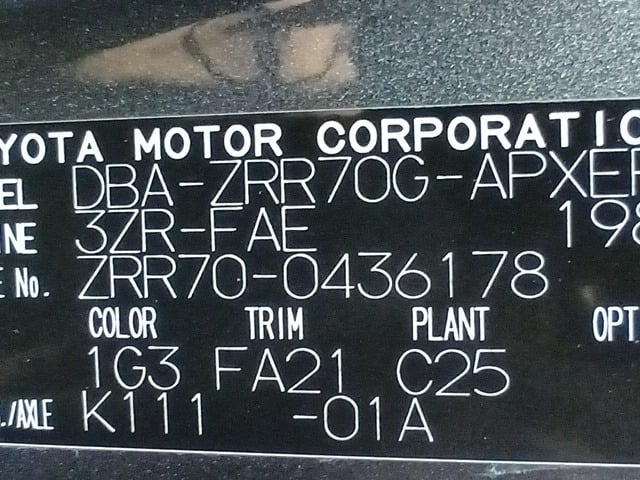 YOTA MOTOR CORPORATIO
EL DBA-ZRR70G-APXEP
INE 3ZR-FAE 198
E No. ZRR70-0436178
COLOR TRIM PLANT OPT
1G3 FA21 C25
./AXLE K111 -01A